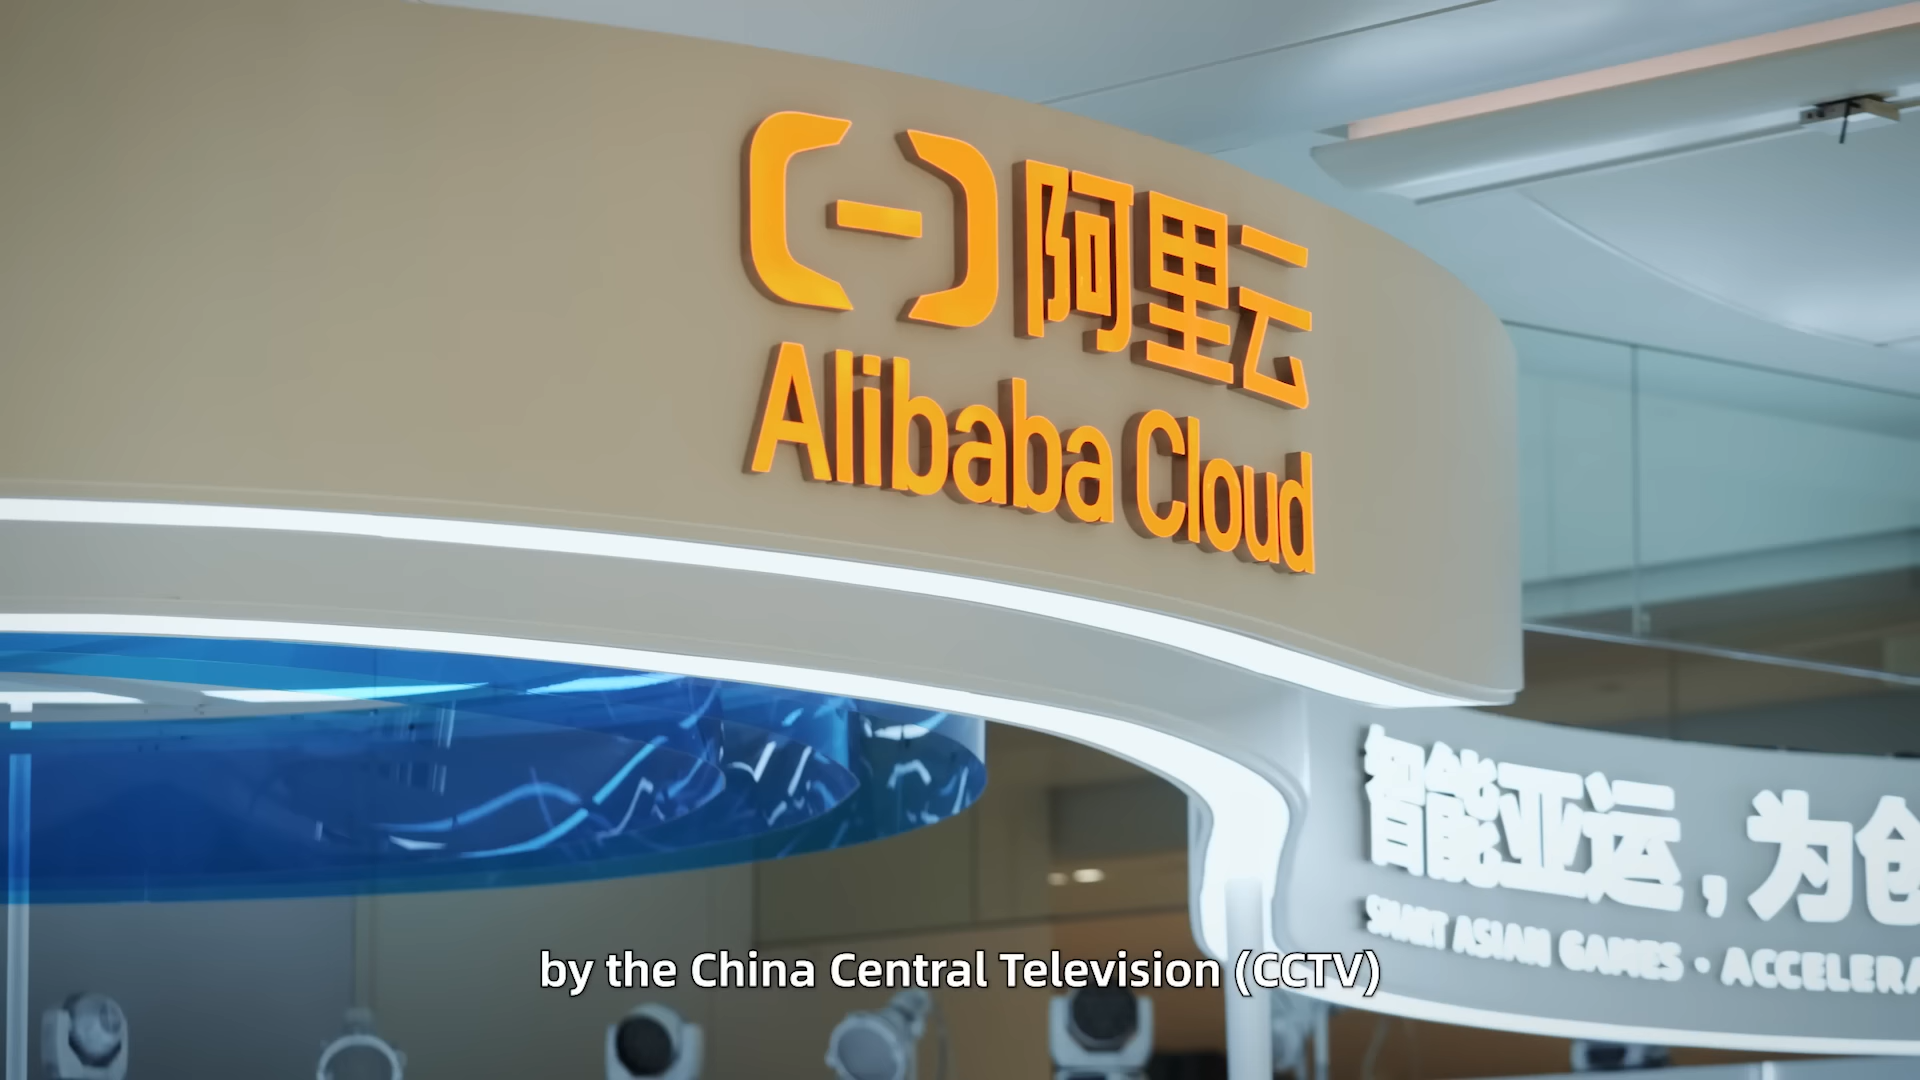 阿里云
Alibaba Cloud
智能亚运，为创
SMART ASIAN GAMES · ACCELERA
by the China Central Television (CCTV)